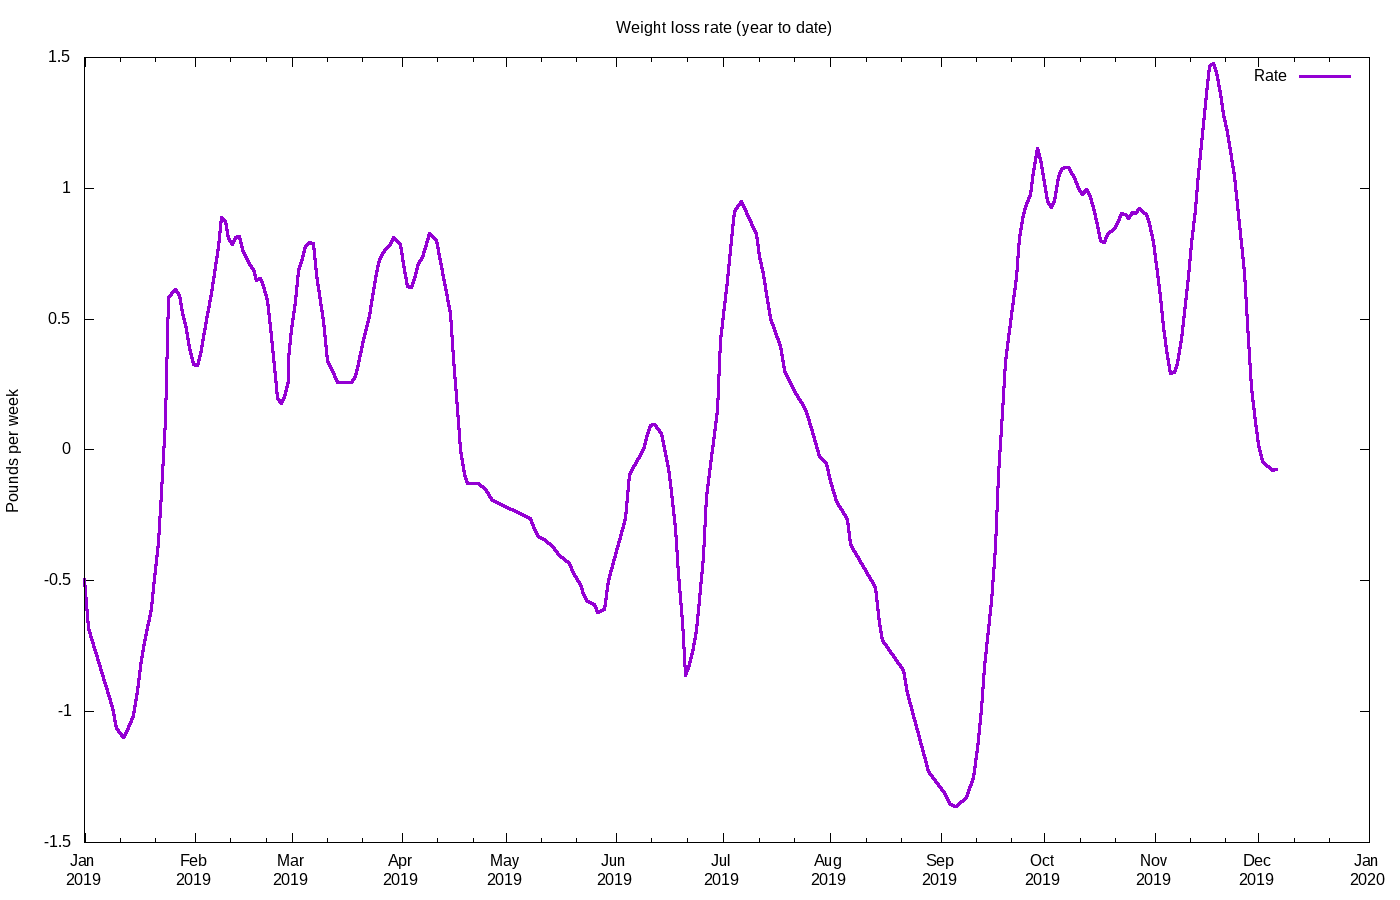 Weight loss rate (year to date)
Rate
Pounds per week
1.5
1
0.5
0
-0.5
-1
-1.5
Jan 2019
Feb 2019
Mar 2019
Apr 2019
May 2019
Jun 2019
Jul 2019
Aug 2019
Sep 2019
Oct 2019
Nov 2019
Dec 2019
Jan 2020